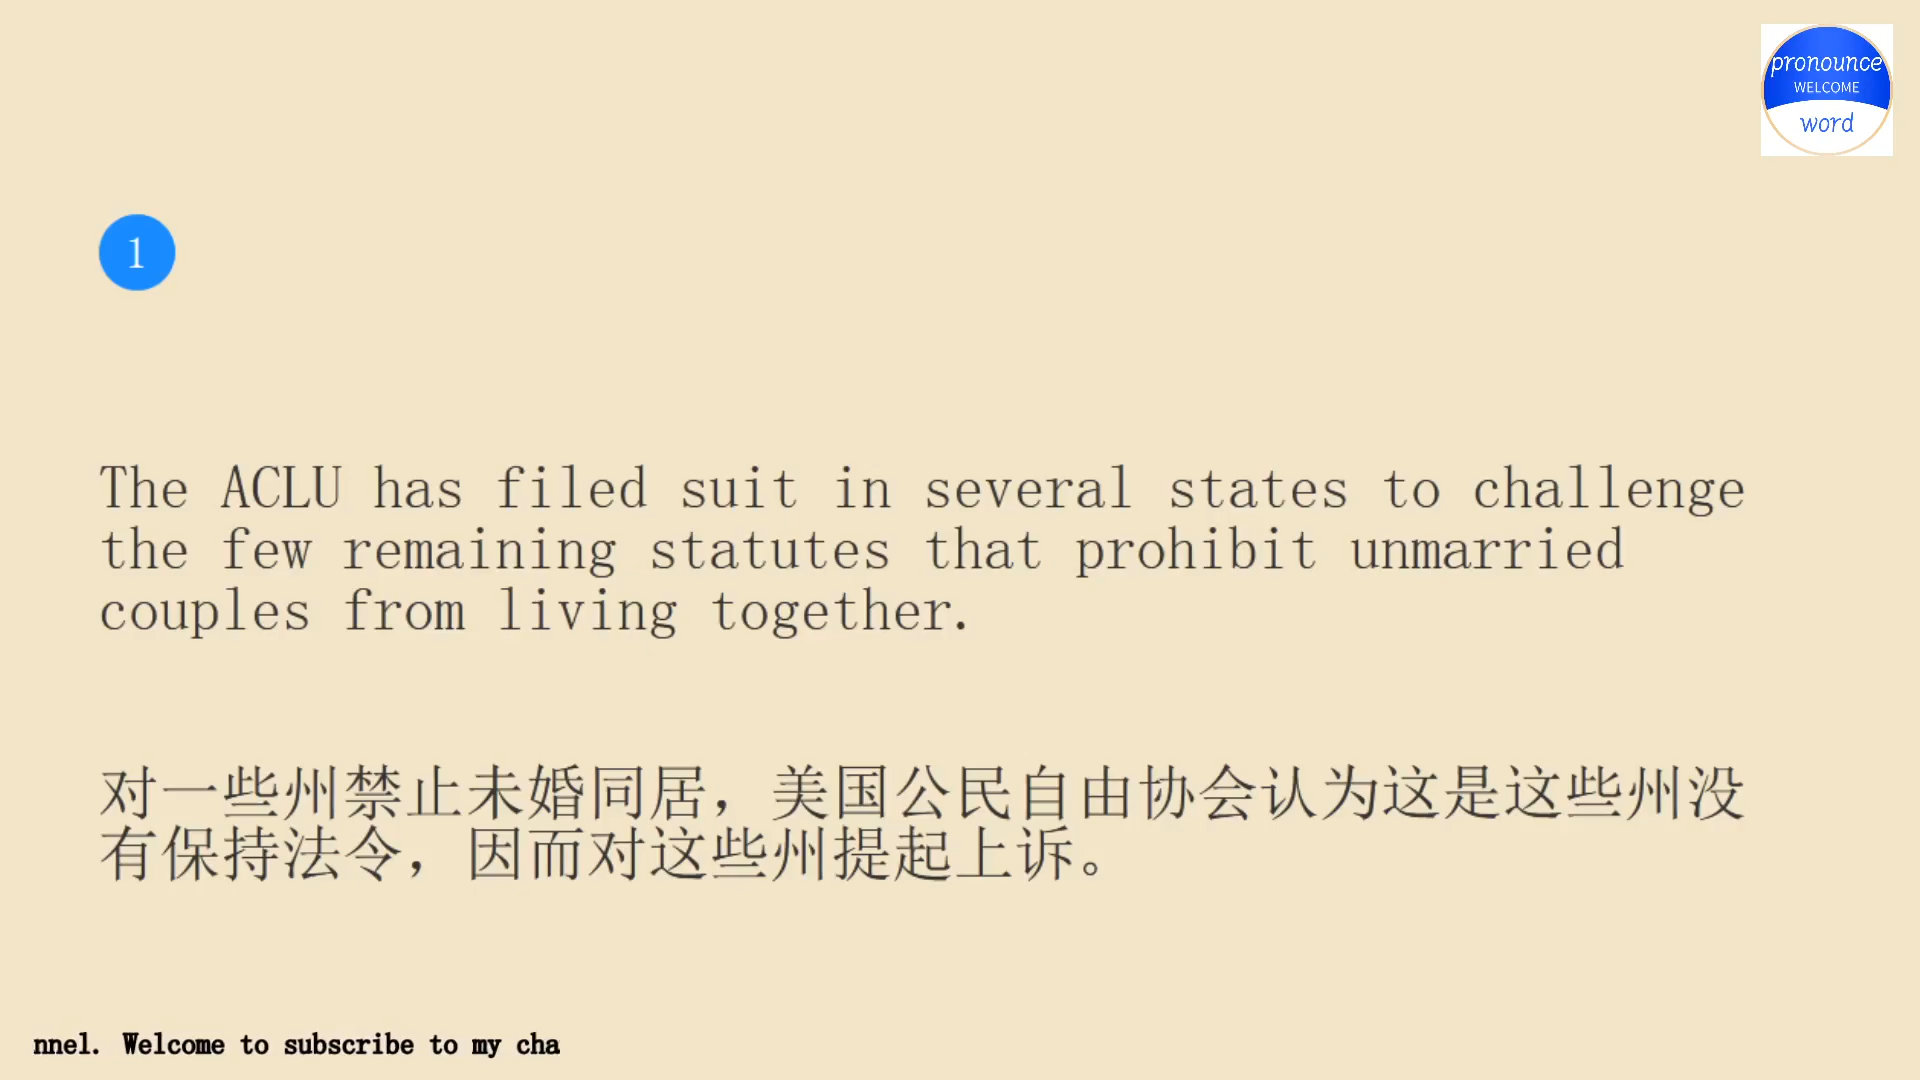 pronounce
WELCOME
word
1
The ACLU has filed suit in several states to challenge
the few remaining statutes that prohibit unmarried
couples from living together.
对一些州禁止未婚同居，美国公民自由协会认为这是这些州没
有保持法令，因而对这些州提起上诉。
nnel. Welcome to subscribe to my cha